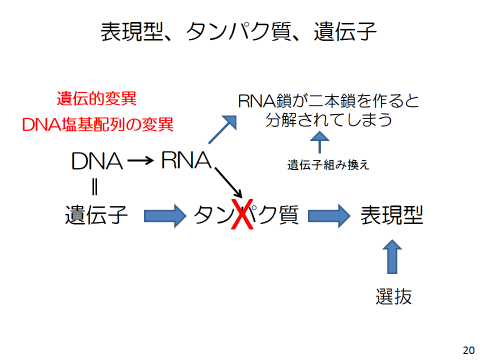 表現型、タンパク質、遺伝子
遺伝的変異
DNA塩基配列の変異
RNA鎖が二本鎖を作ると
分解されてしまう
遺伝子組み換え
DNA → RNA
=
遺伝子 タンパク質 表現型
X
選抜
20